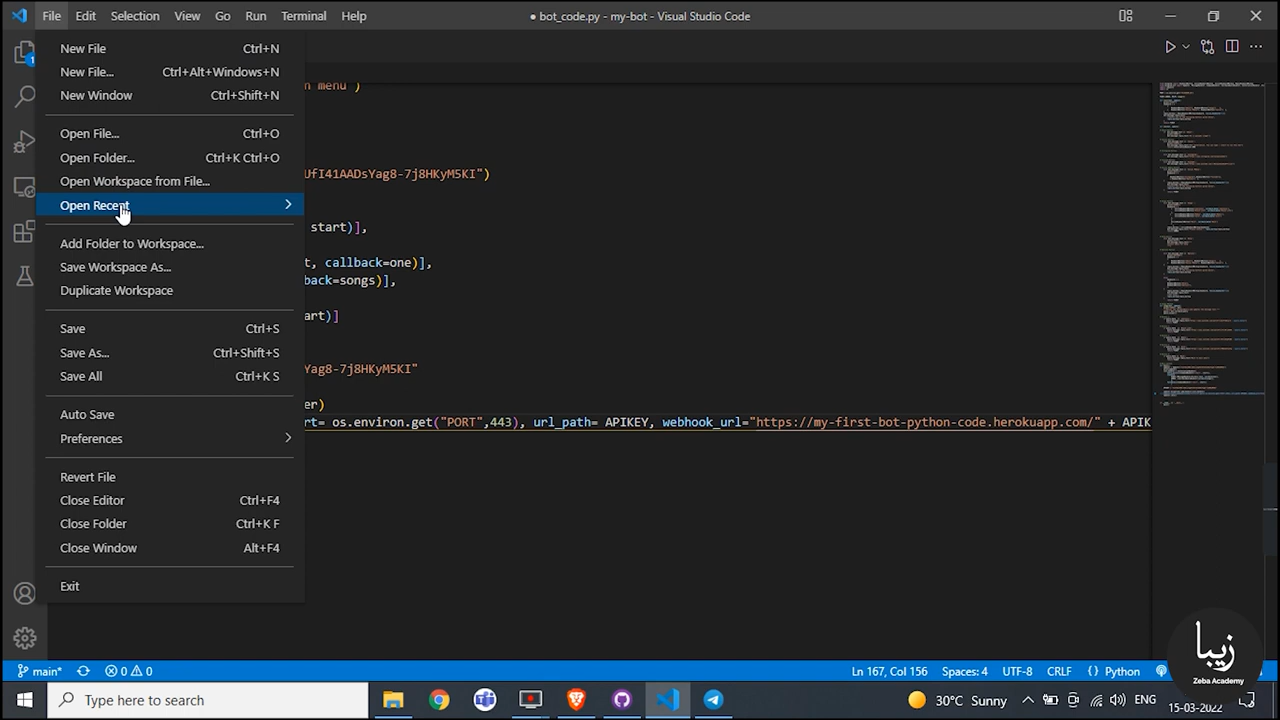 File Edit Selection View Go Run Terminal Help
● bot_code.py - my-bot - Visual Studio Code
New File Ctrl+N
New File... Ctrl+Alt+Windows+N
New Window Ctrl+Shift+N
Open File... Ctrl+O
Open Folder... Ctrl+K Ctrl+O
Open Workspace from File...
Open Recent
Add Folder to Workspace...
Save Workspace As...
Duplicate Workspace
Save Ctrl+S
Save As... Ctrl+Shift+S
Save All Ctrl+K S
Auto Save
Preferences
Revert File
Close Editor Ctrl+F4
Close Folder Ctrl+K F
Close Window Alt+F4
Exit
n menu")
UfI41AADsYag8-7j8HKyM5KI")
start)],
t, callback=one)],
back=songs)],
art)]
Yag8-7j8HKyM5KI"
er)
rt= os.environ.get("PORT",443), url_path= APIKEY, webhook_url="https://my-first-bot-python-code.herokuapp.com/" + APIK
1
main* 0 0 Ln 167, Col 156 Spaces: 4 UTF-8 CRLF { } Python
زيبا
Zeba Academy
Type here to search
30°C Sunny ENG
15-03-2022